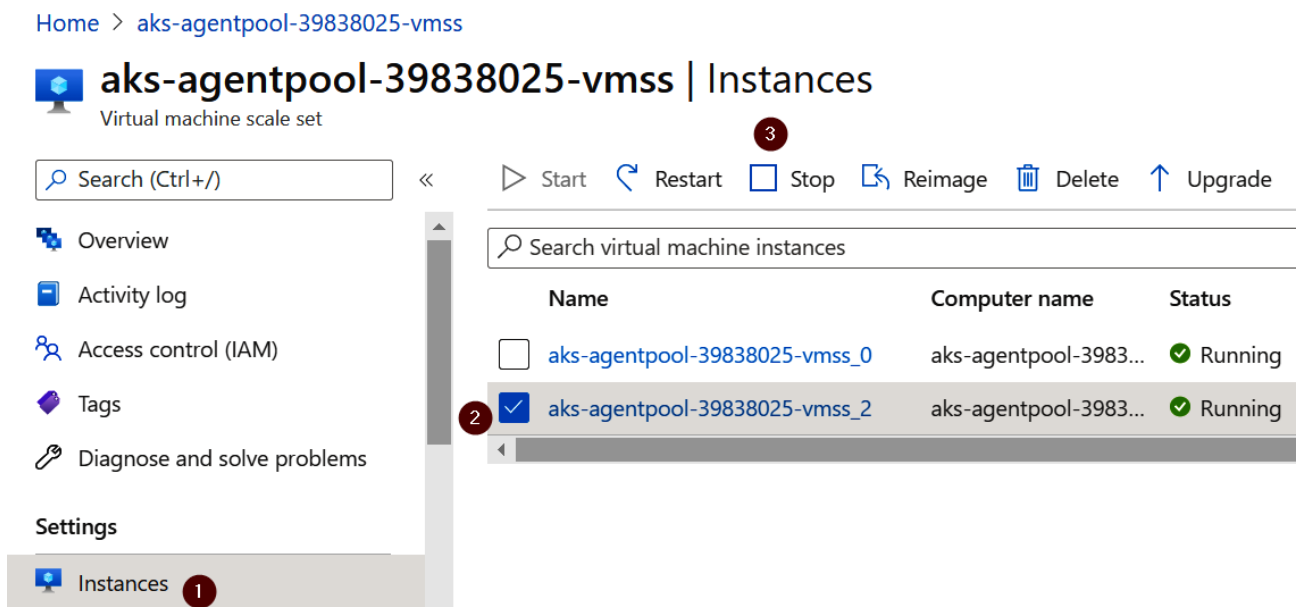 Home > aks-agentpool-39838025-vmss
aks-agentpool-39838025-vmss | Instances
Virtual machine scale set
3
Search (Ctrl+/)
«
Start Restart Stop Reimage Delete Upgrade
Overview
Activity log
Access control (IAM)
Tags
Diagnose and solve problems
Settings
Instances 1
Search virtual machine instances
Name Computer name Status
aks-agentpool-39838025-vmss_0 aks-agentpool-3983... Running
2 aks-agentpool-39838025-vmss_2 aks-agentpool-3983... Running